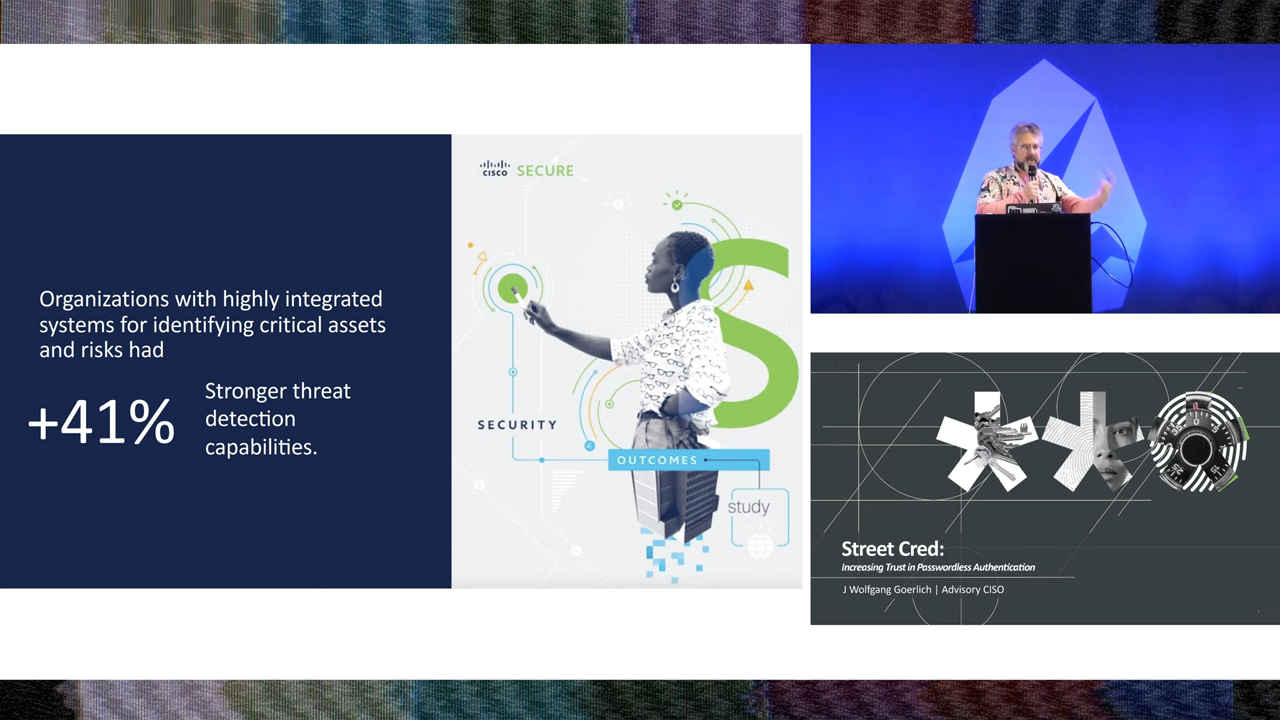 Organizations with highly integrated
systems for identifying critical assets
and risks had
+41%
Stronger threat
detection
capabilities.
CISCO SECURE
SECURITY
OUTCOMES
study
Street Cred:
Increasing Trust in Passwordless Authentication
J Wolfgang Goerlich | Advisory CISO